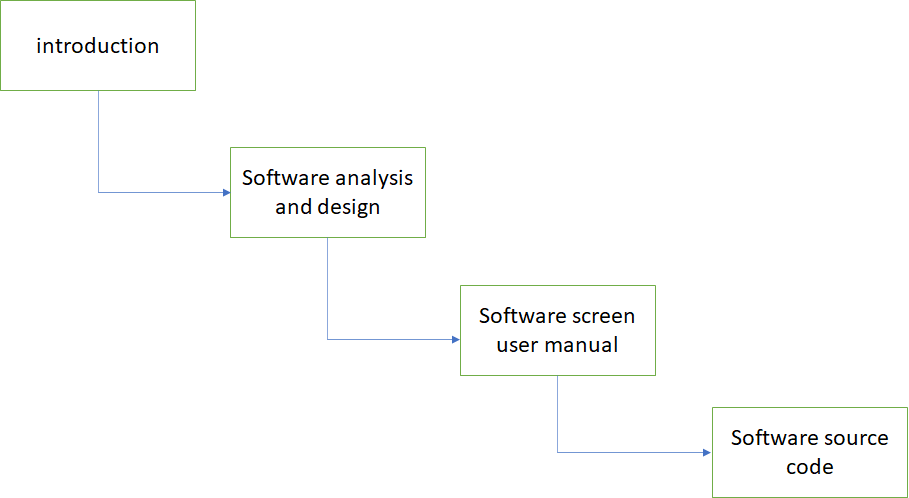 introduction
Software analysis
and design
Software screen
user manual
Software source
code